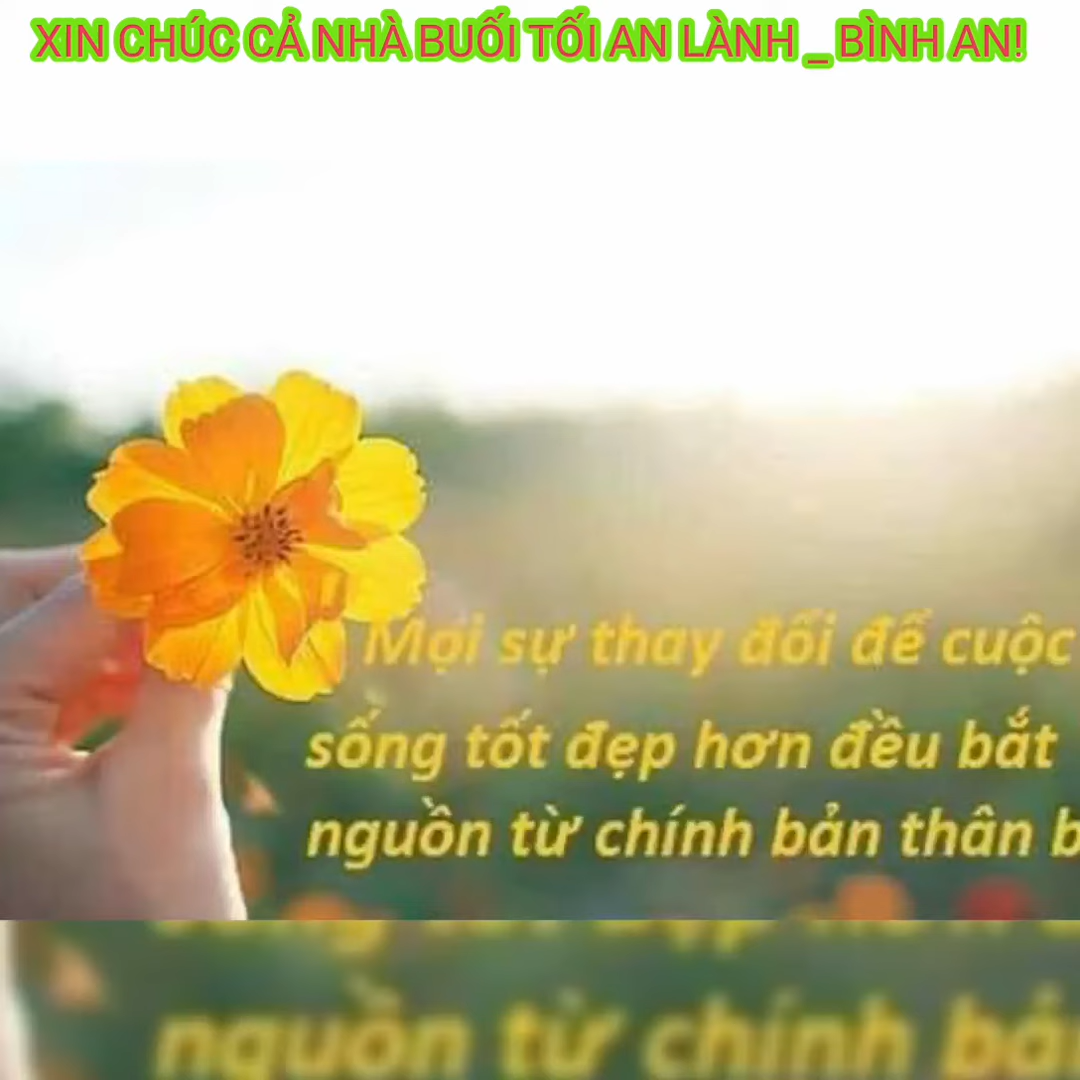 XIN CHÚC CẢ NHÀ BUỔI TỐI AN LÀNH _ BÌNH AN!
Mọi sự thay đổi để cuộc
sống tốt đẹp hơn đều bắt
nguồn từ chính bản thân b
nguồn từ chính bả